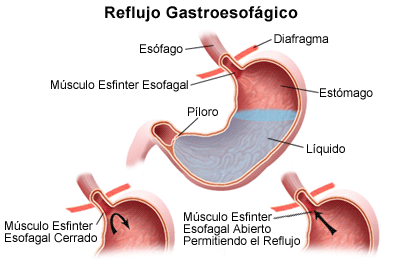 Reflujo Gastroesofágico
Esófago
Diafragma
Músculo Esfinter Esofagal
Estómago
Píloro
Líquido
Músculo Esfinter
Esofagal Cerrado
Músculo Esfinter
Esofagal Abierto
Permitiendo el Reflujo